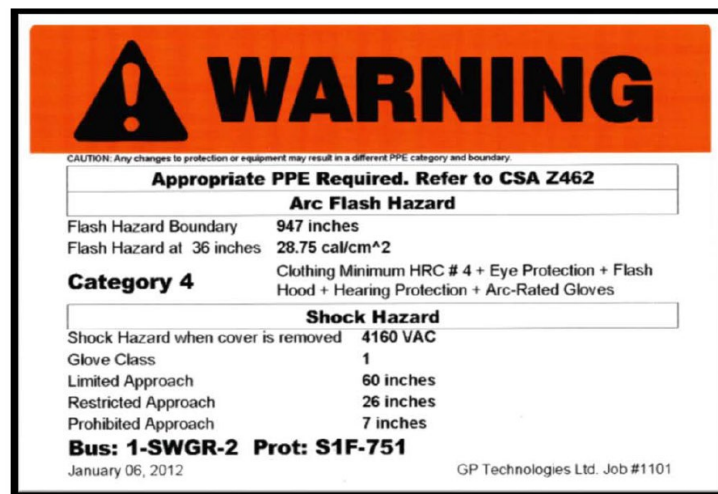 WARNING
CAUTION: Any changes to protection or equipment may result in a different PPE category and boundary.
Appropriate PPE Required. Refer to CSA Z462
Arc Flash Hazard
Flash Hazard Boundary 947 inches
Flash Hazard at 36 inches 28.75 cal/cm^2
Category 4 Clothing Minimum HRC # 4 + Eye Protection + Flash
Hood + Hearing Protection + Arc-Rated Gloves
Shock Hazard
Shock Hazard when cover is removed 4160 VAC
Glove Class 1
Limited Approach 60 inches
Restricted Approach 26 inches
Prohibited Approach 7 inches
Bus: 1-SWGR-2 Prot: S1F-751
January 06, 2012 GP Technologies Ltd. Job #1101